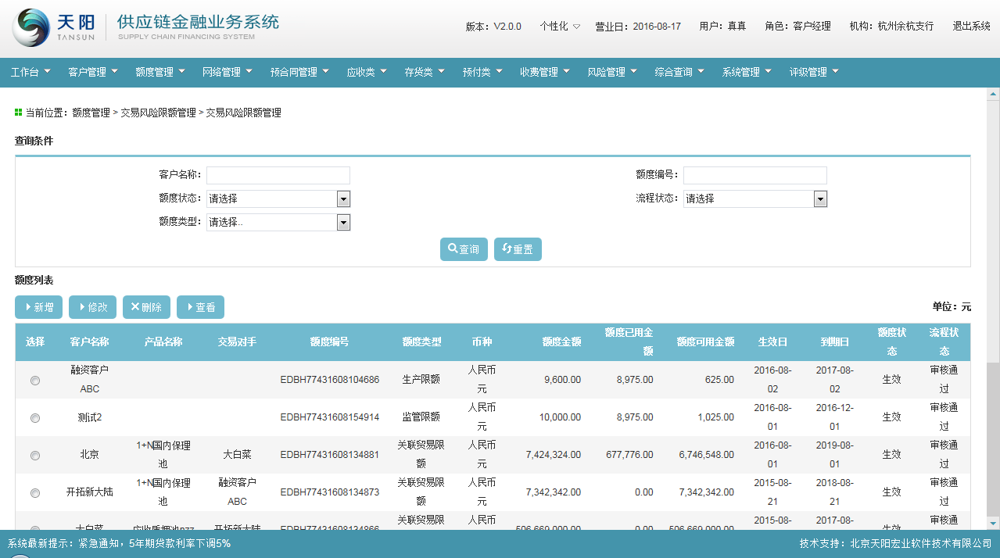 天阳
TANSUN
供应链金融业务系统
SUPPLY CHAIN FINANCING SYSTEM
版本：V2.0.0 个性化 营业日：2016-08-17 用户：真真 角色：客户经理 机构：杭州余杭支行 退出系统
工作台 客户管理 额度管理 网络管理 预合同管理 应收类 存货类 预付类 收费管理 风险管理 综合查询 系统管理 评级管理
当前位置：额度管理 > 交易风险限额管理 > 交易风险限额管理
查询条件
客户名称： 额度编号：
额度状态：请选择 流程状态：请选择
额度类型：请选择..
查询 重置
额度列表
新增 修改 删除 查看 单位：元
选择 客户名称 产品名称 交易对手 额度编号 额度类型 币种 额度金额 额度已用金额 额度可用金额 生效日 到期日 额度状态 流程状态
融资客户ABC EDBH77431608104686 生产限额 人民币元 9,600.00 8,975.00 625.00 2016-08-02 2017-08-02 生效 审核通过
测试2 EDBH77431608154914 监管限额 人民币元 10,000.00 8,975.00 1,025.00 2016-08-01 2016-12-01 生效 审核通过
北京 1+N国内保理池 大白菜 EDBH77431608134881 关联贸易限额 人民币元 7,424,324.00 677,776.00 6,746,548.00 2016-08-01 2019-08-01 生效 审核通过
开拓新大陆 1+N国内保理池 融资客户ABC EDBH77431608134873 关联贸易限额 人民币元 7,342,342.00 0.00 7,342,342.00 2015-08-21 2018-08-21 生效 审核通过
大白菜 开拓新大陆 EDBH77431608134866 关联贸易限 人民币 506,669,000.00 0.00 506,669,000.00 2015-08- 2017-08- 生效 审核通
系统最新提示：紧急通知，5年期贷款利率下调5% 技术支持：北京天阳宏业软件技术有限公司